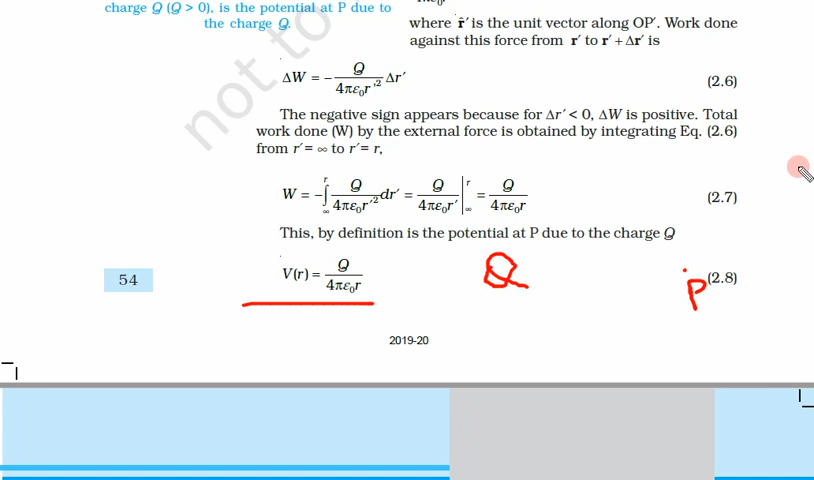 charge Q (Q > 0), is the potential at P due to
the charge Q.
where r̂′ is the unit vector along OP′. Work done
against this force from r′ to r′ + Δr′ is
ΔW = − Q / 4πε₀r′² Δr′ (2.6)
The negative sign appears because for Δr′ < 0, ΔW is positive. Total
work done (W) by the external force is obtained by integrating Eq. (2.6)
from r′ = ∞ to r′ = r,
W = −∫∞^r Q / 4πε₀r′² dr′ = Q / 4πε₀r′ |∞^r = Q / 4πε₀r (2.7)
This, by definition is the potential at P due to the charge Q
V(r) = Q / 4πε₀r (2.8)
Q
P
54
2019-20
not to